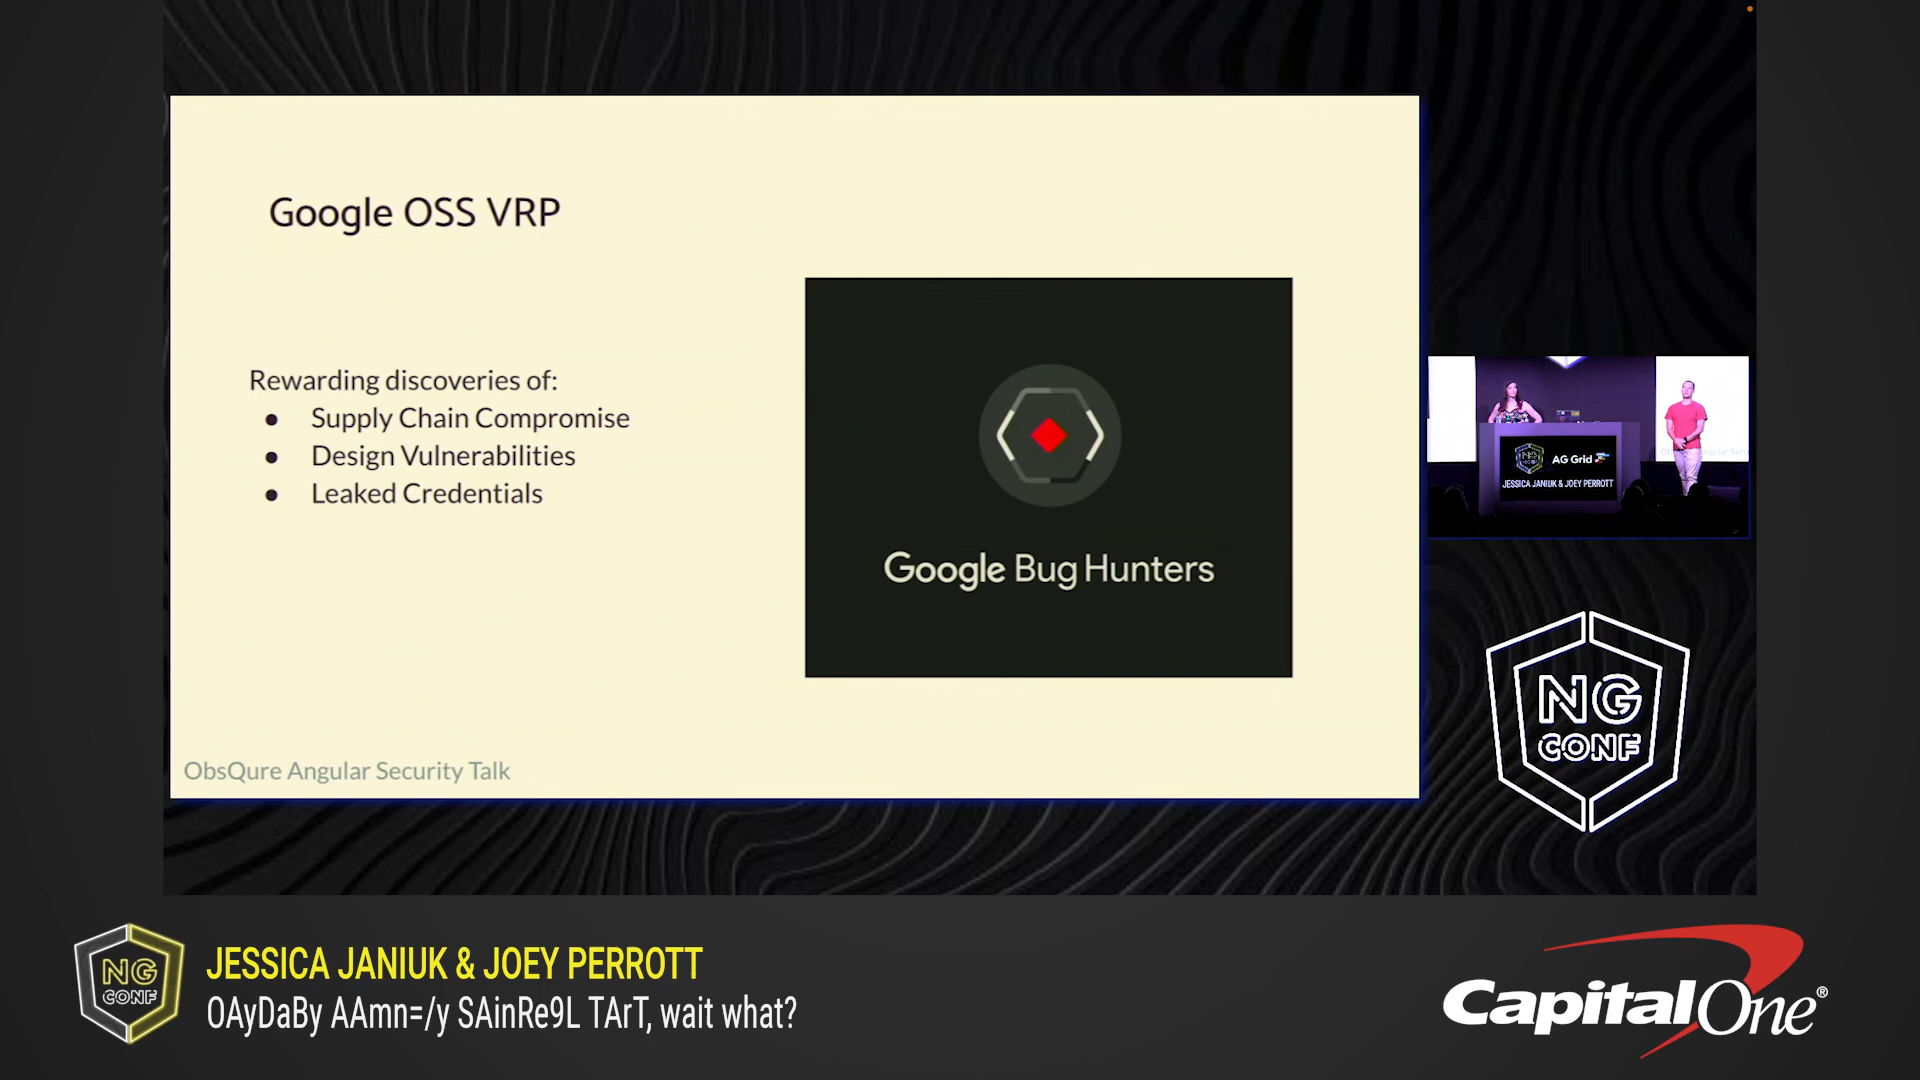 Google OSS VRP
Rewarding discoveries of:
● Supply Chain Compromise
● Design Vulnerabilities
● Leaked Credentials
Google Bug Hunters
ObsQure Angular Security Talk
NG
CONF
AG Grid
JESSICA JANIUK & JOEY PERROTT
NG
CONF
NG
CONF
JESSICA JANIUK & JOEY PERROTT
OAyDaBy AAmn=/y SAinRe9L TArT, wait what?
CapitalOne®